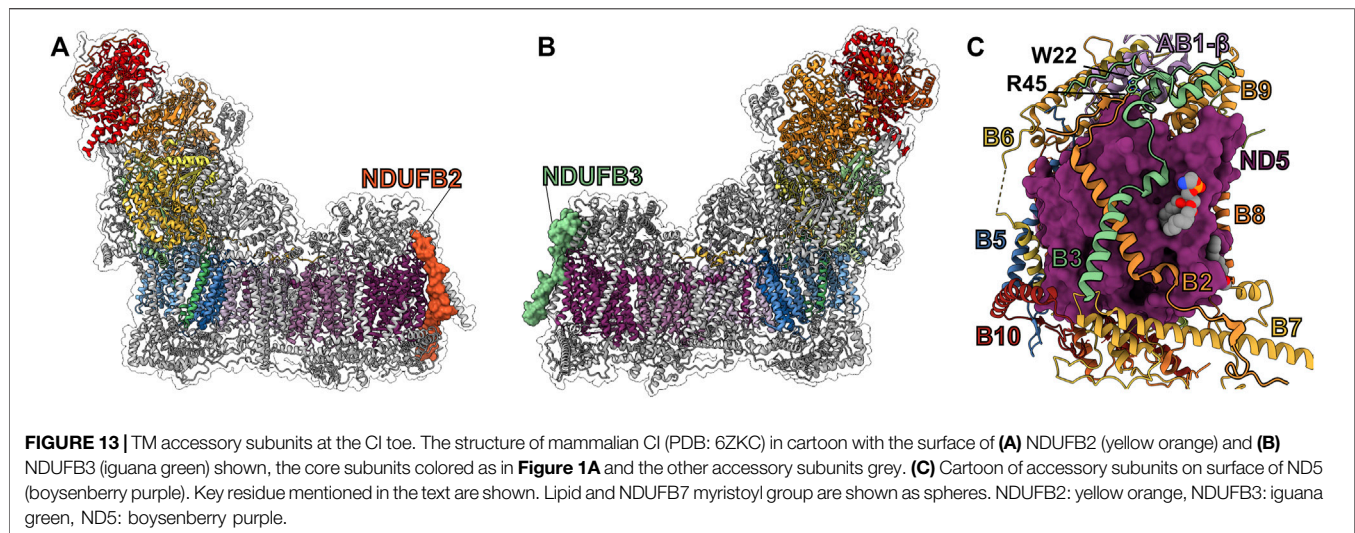 A
B
C
NDUFB2
NDUFB3
AB1-β
W22
R45
B9
B6
ND5
B8
B5
B3
B2
B7
B10
FIGURE 13 | TM accessory subunits at the CI toe. The structure of mammalian CI (PDB: 6ZKC) in cartoon with the surface of (A) NDUFB2 (yellow orange) and (B)
NDUFB3 (iguana green) shown, the core subunits colored as in Figure 1A and the other accessory subunits grey. (C) Cartoon of accessory subunits on surface of ND5
(boysenberry purple). Key residue mentioned in the text are shown. Lipid and NDUFB7 myristoyl group are shown as spheres. NDUFB2: yellow orange, NDUFB3: iguana
green, ND5: boysenberry purple.